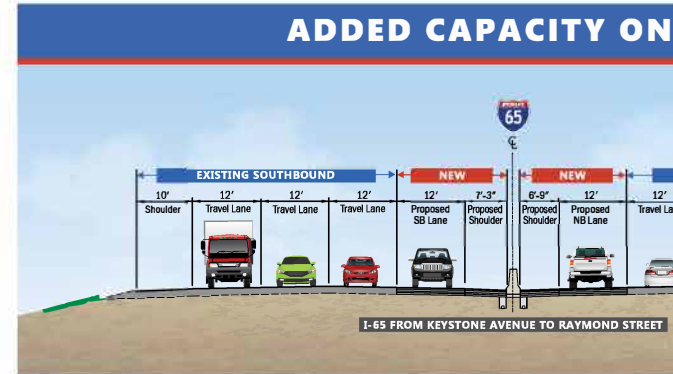 ADDED CAPACITY ON
65
℄
EXISTING SOUTHBOUND
NEW
NEW
10'
12'
12'
12'
12'
7'-3"
6'-9"
12'
12'
Shoulder
Travel Lane
Travel Lane
Travel Lane
Proposed
SB Lane
Proposed
Shoulder
Proposed
Shoulder
Proposed
NB Lane
Travel La
I-65 FROM KEYSTONE AVENUE TO RAYMOND STREET